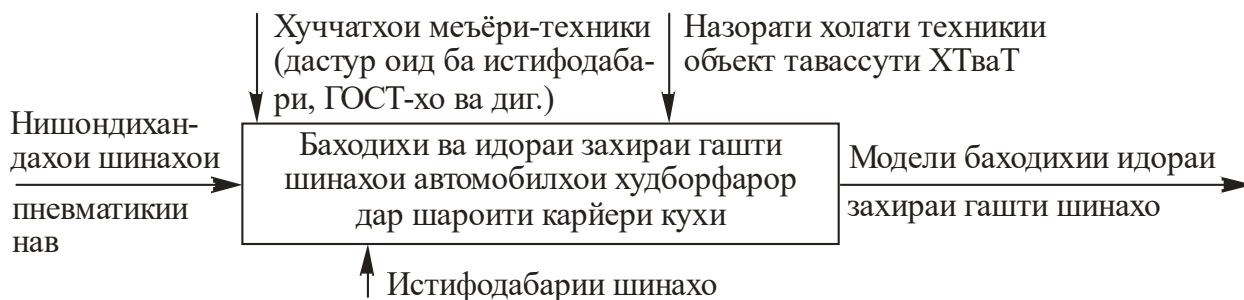 Хуччатхои меъёри-техники
(дастур оид ба истифодаба-
ри, ГОСТ-хо ва диг.)
Назорати холати техникии
объект тавассути ХТваТ
Нишондихан-
дахои шинахои
пневматикии
нав
Баходихи ва идораи захираи гашти
шинахои автомобилхои худборфарор
дар шароити карйери кухи
Модели баходихии идораи
захираи гашти шинахо
Истифодабарии шинахо